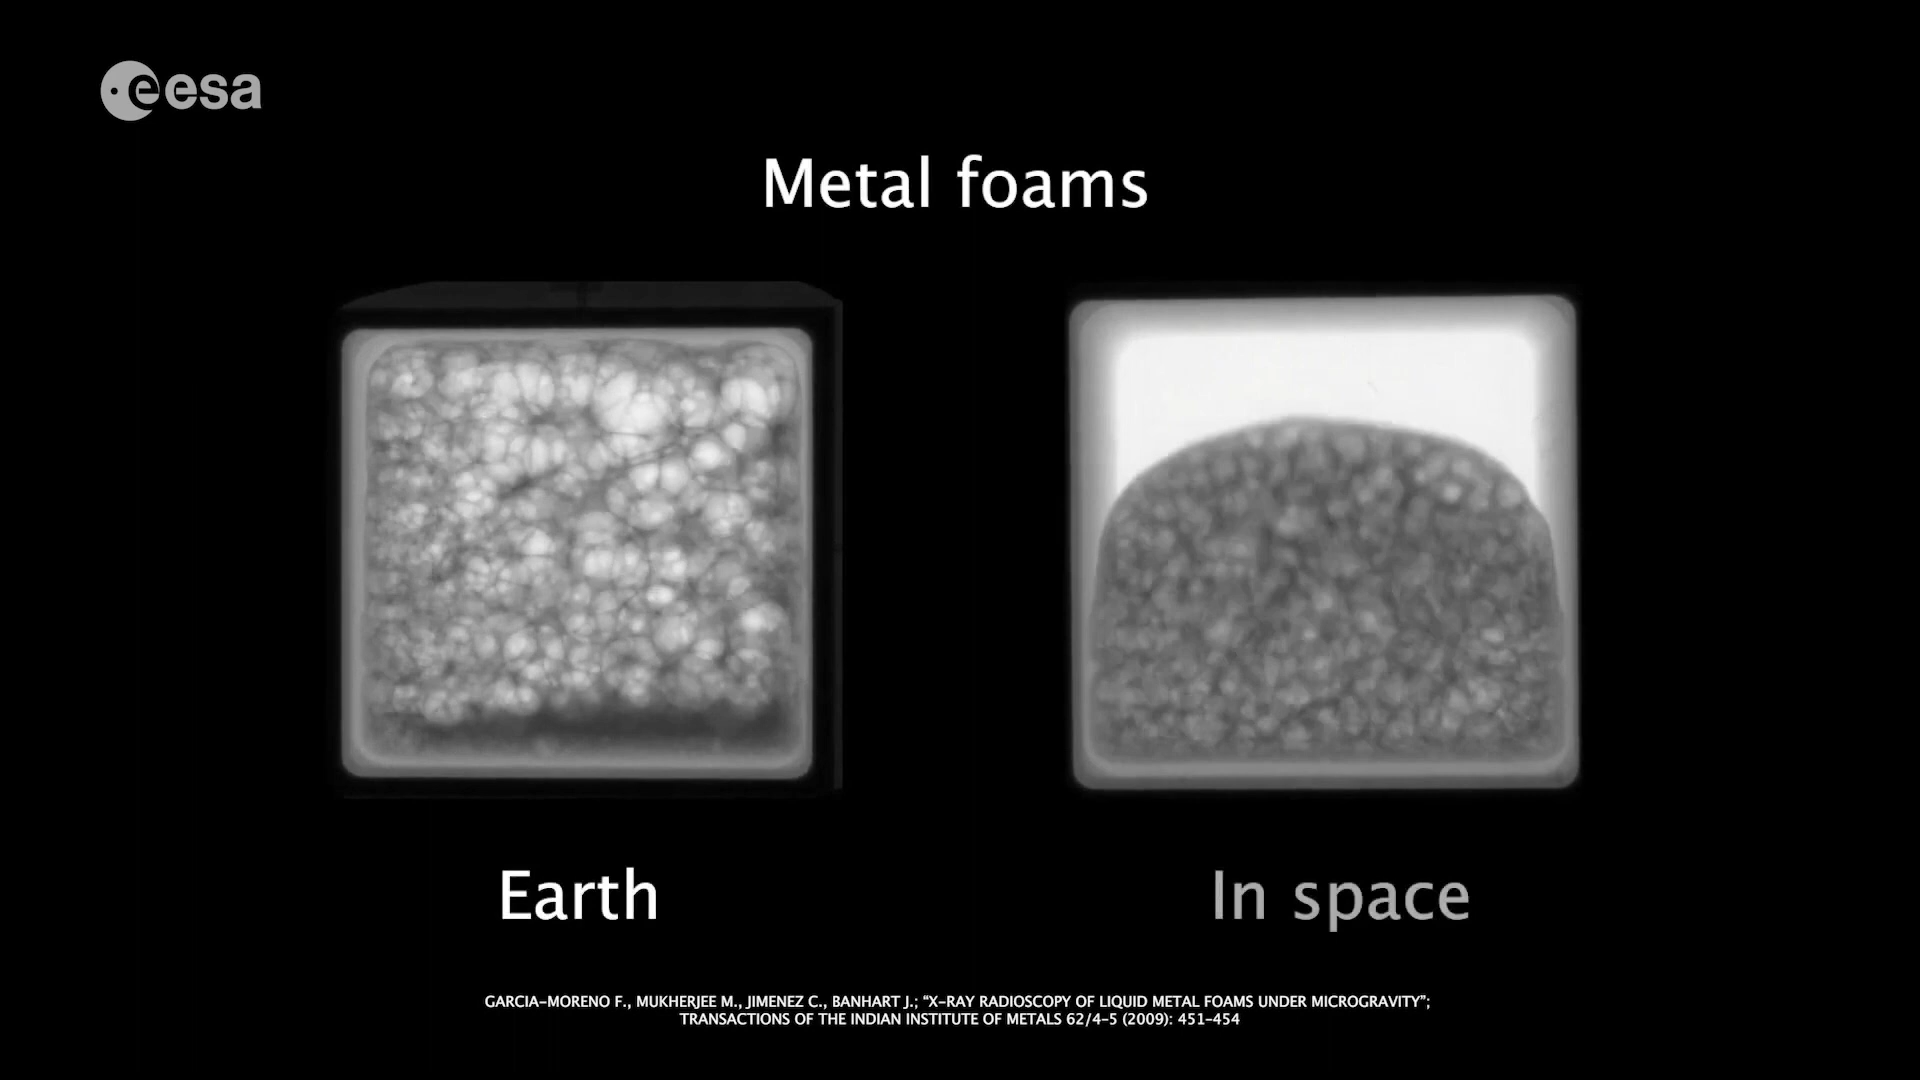 esa
Metal foams
Earth
In space
GARCIA-MORENO F., MUKHERJEE M., JIMENEZ C., BANHART J.; “X-RAY RADIOSCOPY OF LIQUID METAL FOAMS UNDER MICROGRAVITY”;
TRANSACTIONS OF THE INDIAN INSTITUTE OF METALS 62/4-5 (2009): 451-454